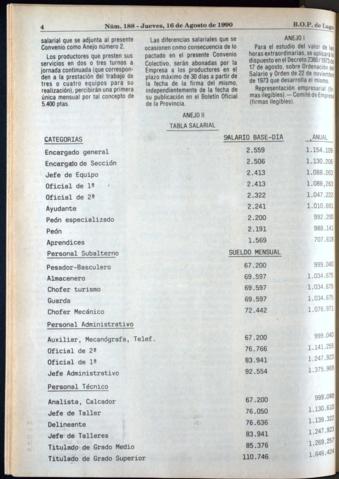 4 Núm. 188 - Jueves, 16 de Agosto de 1990 B.O.P. de Lugo
salarial que se adjunta al presente
Convenio como Anejo número 2.
Los productores que presten sus
servicios en dos o tres turnos a
jornada continuada (que correspon-
den a la prestación del trabajo de
tres o cuatro equipos para su
realización), percibirán una prima
única mensual por tal concepto de
5.400 ptas.
Las diferencias salariales que se
ocasionen como consecuencia de lo
pactado en el presente Convenio
Colectivo, serán abonadas por la
Empresa a los productores en el
plazo máximo de 30 días a partir de
la fecha de la firma del mismo,
independientemente de la fecha de
su publicación en el Boletín Oficial
de la Provincia.
ANEJO I
Para el estudio del valor de las
horas extraordinarias, se aplicará lo
dispuesto en el Decreto 2380/1973 de
17 de agosto, sobre Ordenación del
Salario y Orden de 22 de noviembre
de 1973 que desarrolla el mismo.
Representación empresarial (fir-
mas ilegibles). — Comité de Empresa
(firmas ilegibles).
ANEJO II
TABLA SALARIAL
CATEGORIAS SALARIO BASE-DIA ANUAL
Encargado general 2.559 1.154.109
Encargado de Sección 2.506 1.130.206
Jefe de Equipo 2.413 1.088.263
Oficial de 1ª 2.413 1.088.263
Oficial de 2ª 2.322 1.047.222
Ayudante 2.241 1.010.691
Peón especializado 2.200 992.200
Peón 2.191 988.141
Aprendices 1.569 707.619
Personal Subalterno SUELDO MENSUAL
Pesador-Basculero 67.200 999.040
Almacenero 69.597 1.034.675
Chofer turismo 69.597 1.034.675
Guarda 69.597 1.034.675
Chofer Mecánico 72.442 1.076.971
Personal Administrativo
Auxiliar, Mecanógrafa, Telef. 67.200 999.040
Oficial de 2ª 76.766 1.141.255
Oficial de 1ª 83.941 1.247.923
Jefe Administrativo 92.554
Personal Técnico
Analista, Calcador 67.200 999.040
Jefe de Taller 76.050 1.130.610
Delineante 76.636 1.139.322
Jefe de Talleres 83.941 1.247.923
Titulado de Grado Medio 85.376 1.269.257
Titulado de Grado Superior 110.746 1.646.424